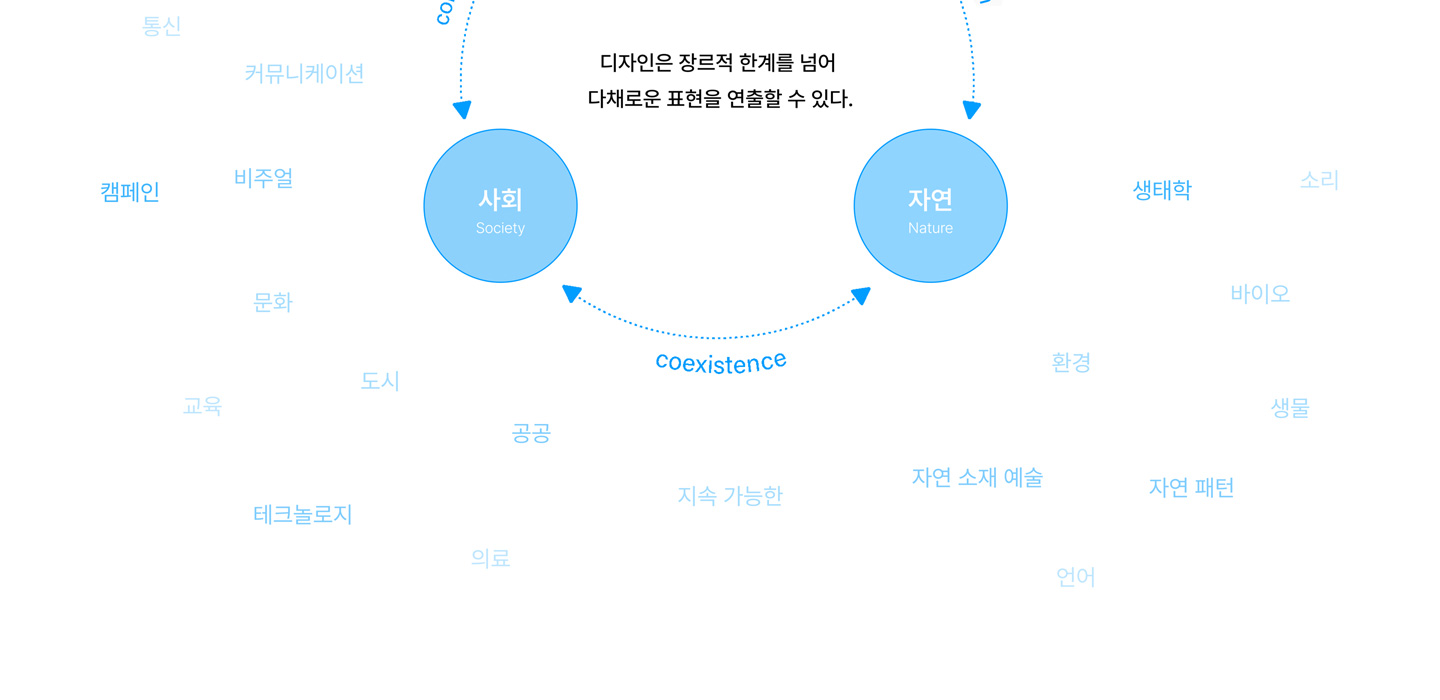 통신
커뮤니케이션
디자인은 장르적 한계를 넘어
다채로운 표현을 연출할 수 있다.
캠페인
비주얼
사회
Society
자연
Nature
생태학
소리
문화
바이오
coexistence
환경
도시
교육
생물
공공
자연 소재 예술
자연 패턴
지속 가능한
테크놀로지
의료
언어